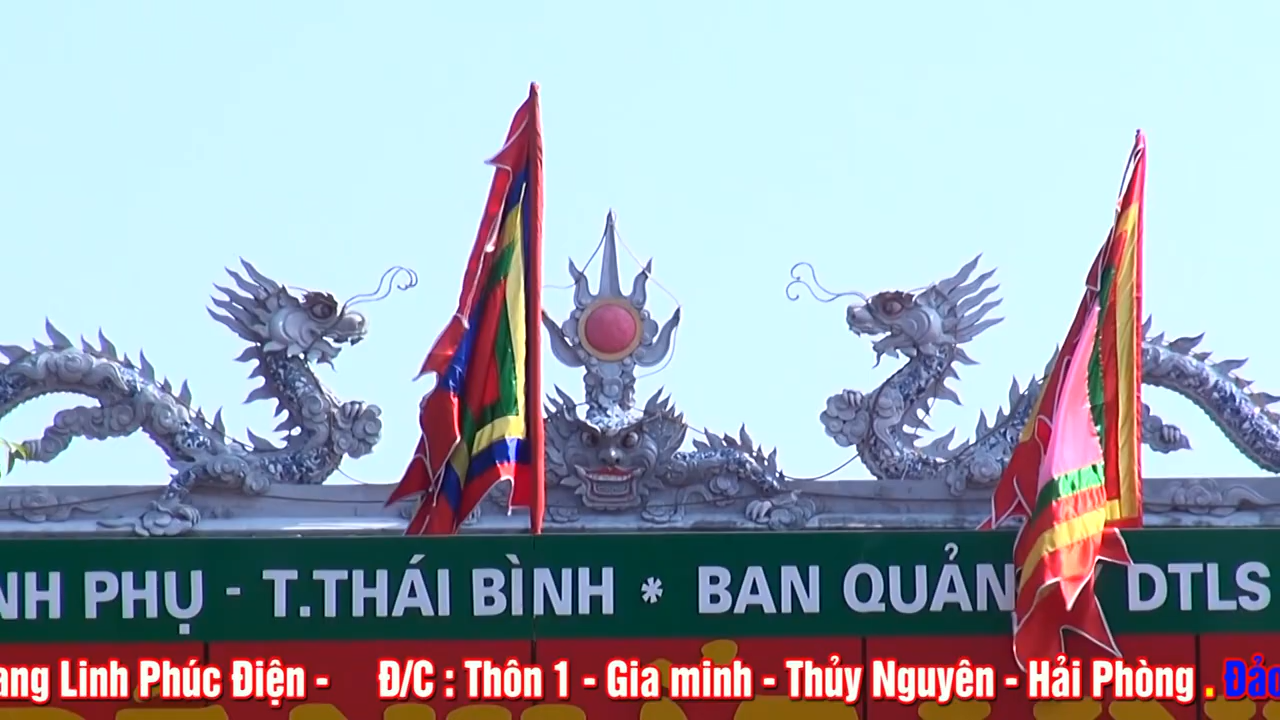 NH PHỤ - T.THÁI BÌNH * BAN QUẢN DTLS
ang Linh Phúc Điện - Đ/C : Thôn 1 - Gia minh - Thủy Nguyên - Hải Phòng . Đảo